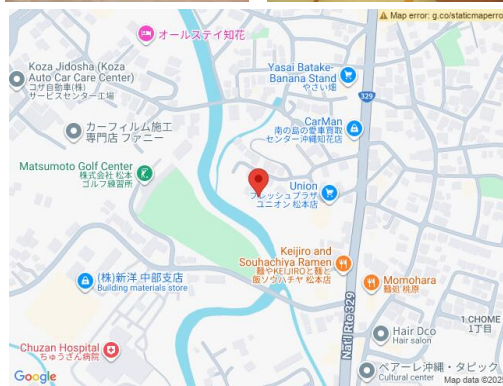 Map error: g.co/staticmaperro
オールステイ知花
Koza Jidosha (Koza
Auto Car Care Center)
コザ自動車(株)
サービスセンター工場
Yasai Batake-
Banana Stand
やさい畑
329
カーフィルム施工
専門店 ファニー
CarMan
南の島の愛車買取
センター沖縄知花店
Matsumoto Golf Center
株式会社 松本
ゴルフ練習所
Union
フレッシュプラザ
ユニオン 松本店
Keijiro and
Souhachiya Ramen
麺やKEIJIROと麺と
飯ソウハチヤ 松本店
(株)新洋 中部支店
Building materials store
Momohara
麺処 桃原
Nat'l Rte 329
1.CHOME
1丁目
Hair Dco
Hair salon
Chuzan Hospital
ちゅうざん病院
ペアーレ沖縄・タピック
Cultural center
Google
Map data ©202